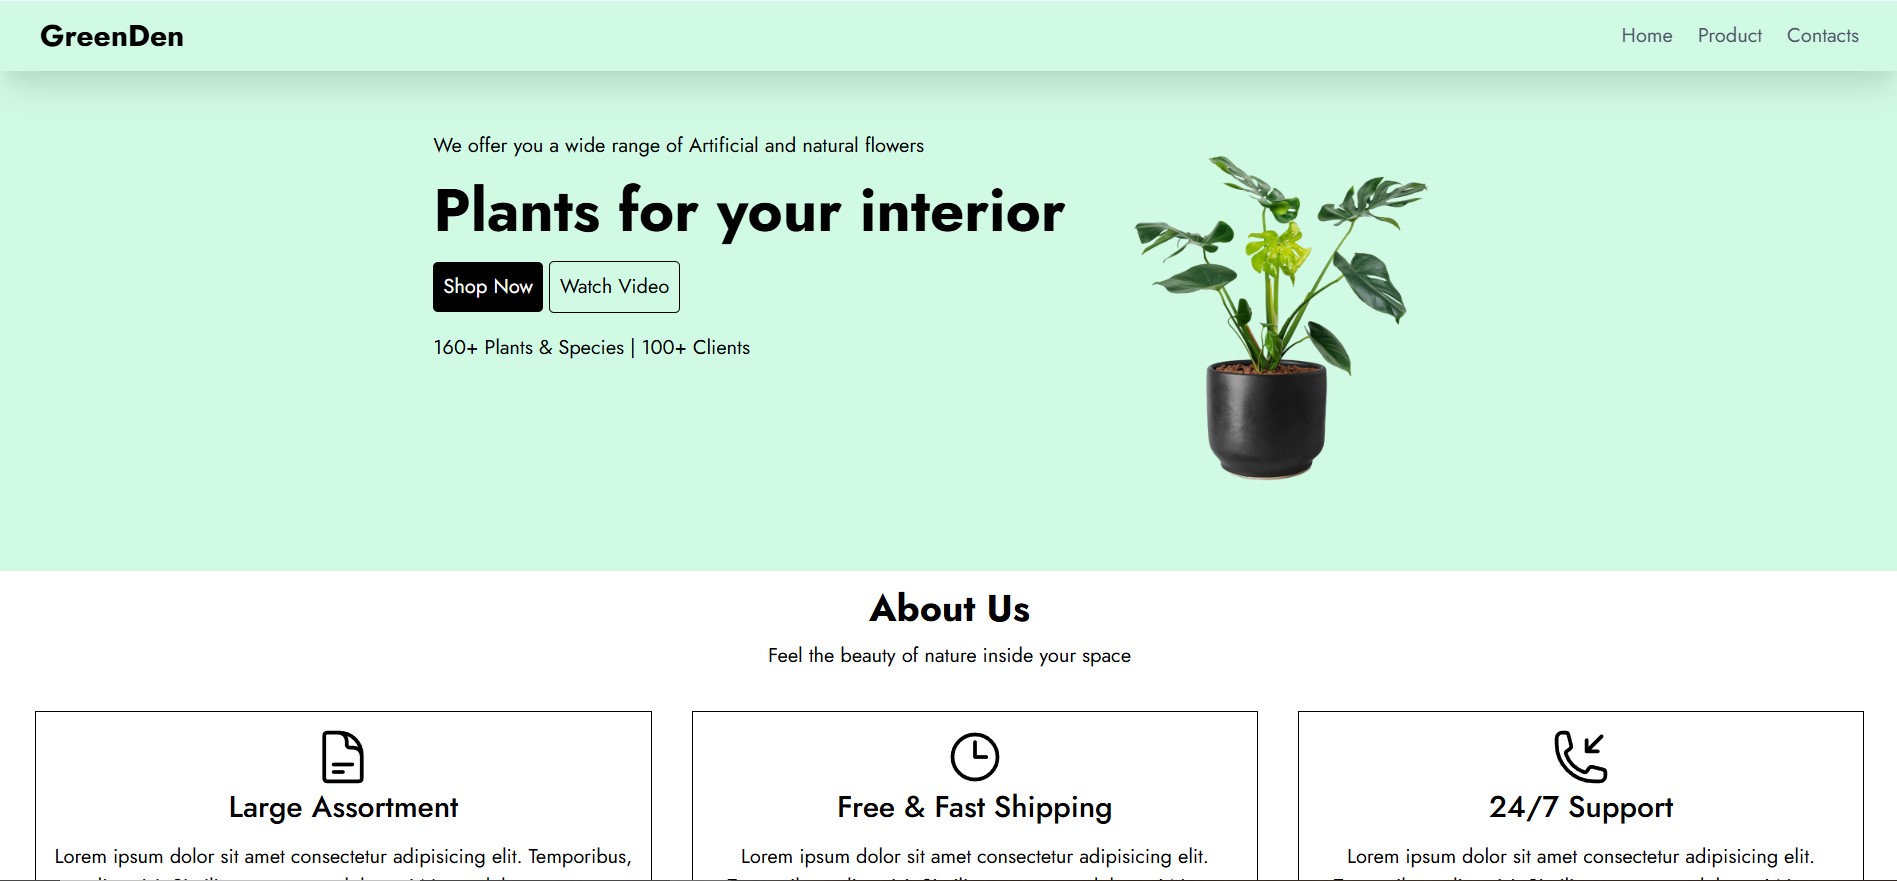 GreenDen
Home Product Contacts
We offer you a wide range of Artificial and natural flowers
Plants for your interior
Shop Now Watch Video
160+ Plants & Species | 100+ Clients
About Us
Feel the beauty of nature inside your space
Large Assortment
Lorem ipsum dolor sit amet consectetur adipisicing elit. Temporibus,
Free & Fast Shipping
Lorem ipsum dolor sit amet consectetur adipisicing elit.
24/7 Support
Lorem ipsum dolor sit amet consectetur adipisicing elit.